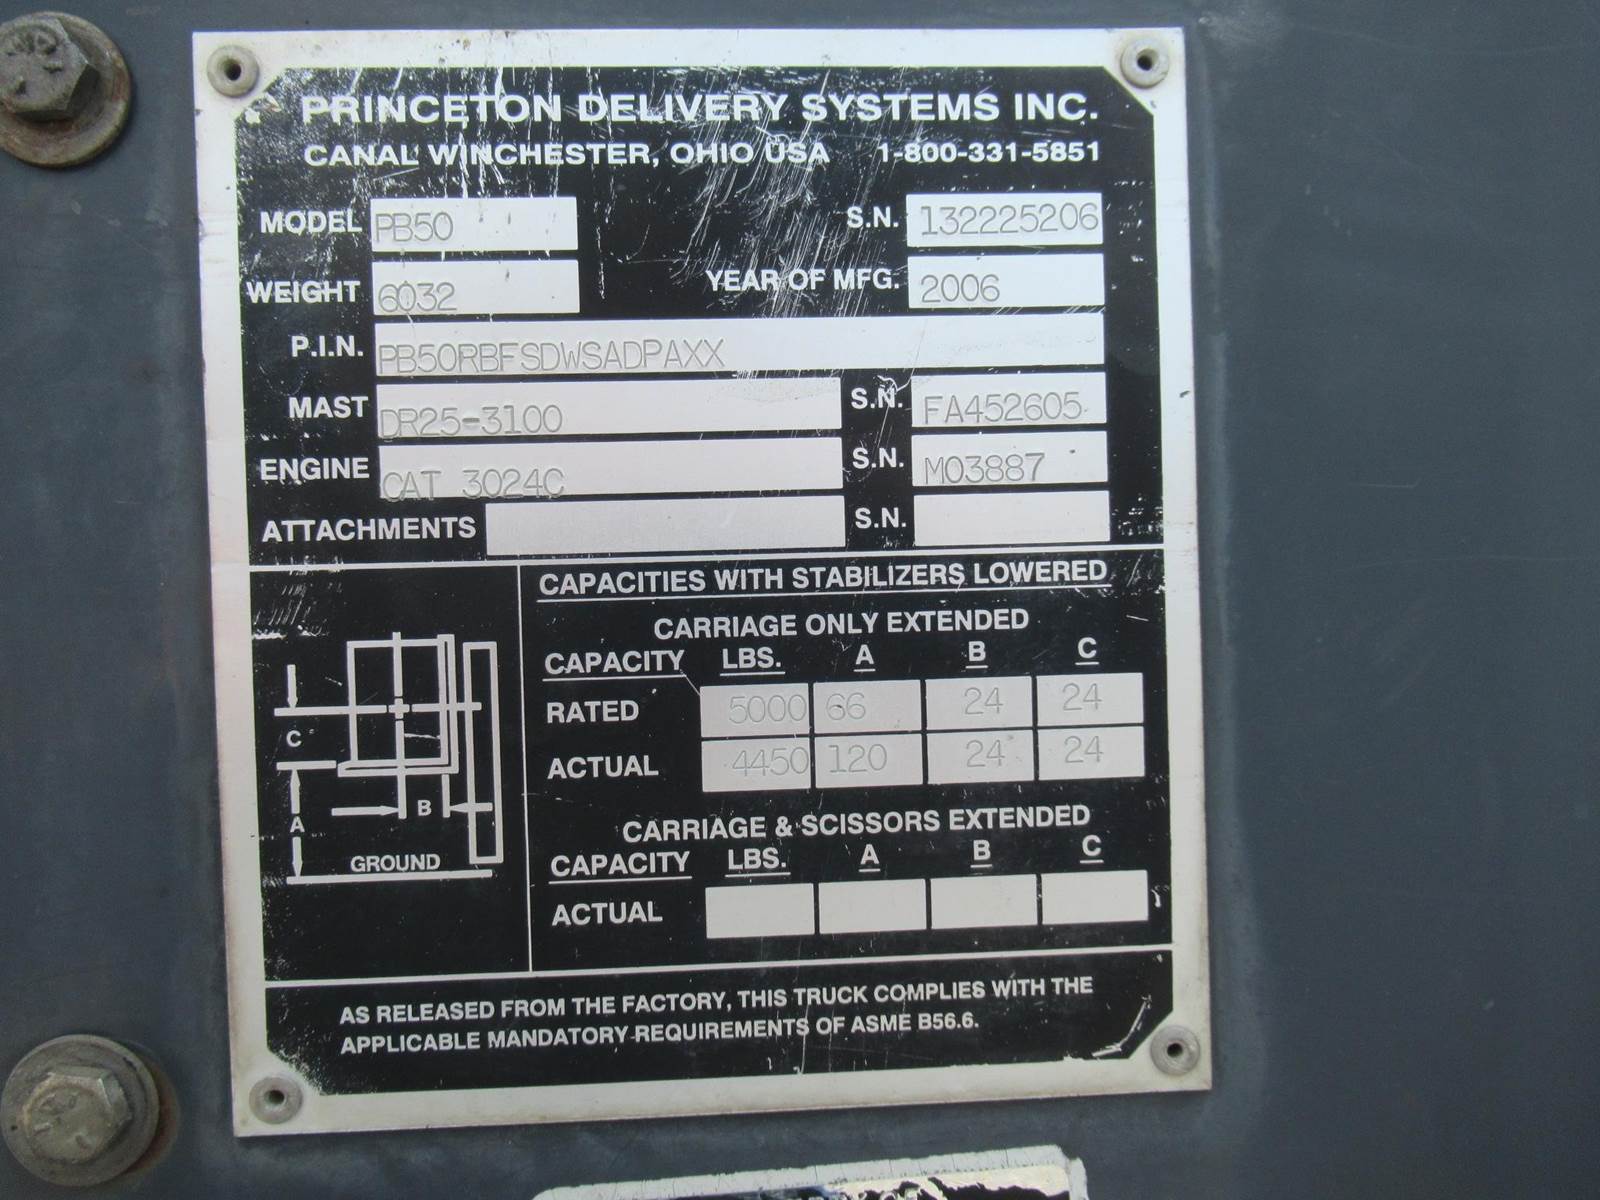 PRINCETON DELIVERY SYSTEMS INC.
CANAL WINCHESTER, OHIO USA 1-800-331-5851
MODEL PB50 S.N. 132225206
WEIGHT 6032 YEAR OF MFG. 2006
P.I.N. PB50RBFSDWSADPAXX
MAST DR25-3100 S.N. FA452605
ENGINE CAT 3024C S.N. M03887
ATTACHMENTS S.N.
CAPACITIES WITH STABILIZERS LOWERED
CARRIAGE ONLY EXTENDED
CAPACITY LBS. A B C
RATED 5000 66 24 24
ACTUAL 4450 120 24 24
CARRIAGE & SCISSORS EXTENDED
CAPACITY LBS. A B C
ACTUAL
C
B
A
GROUND
AS RELEASED FROM THE FACTORY, THIS TRUCK COMPLIES WITH THE
APPLICABLE MANDATORY REQUIREMENTS OF ASME B56.6.